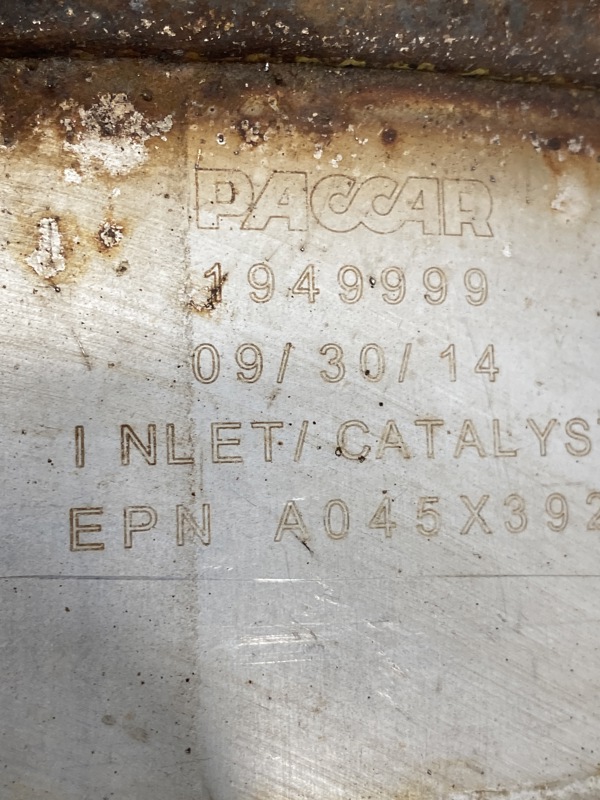 PACCAR
1949999
09/30/14
INLET/CATALYS
EPN A045X392